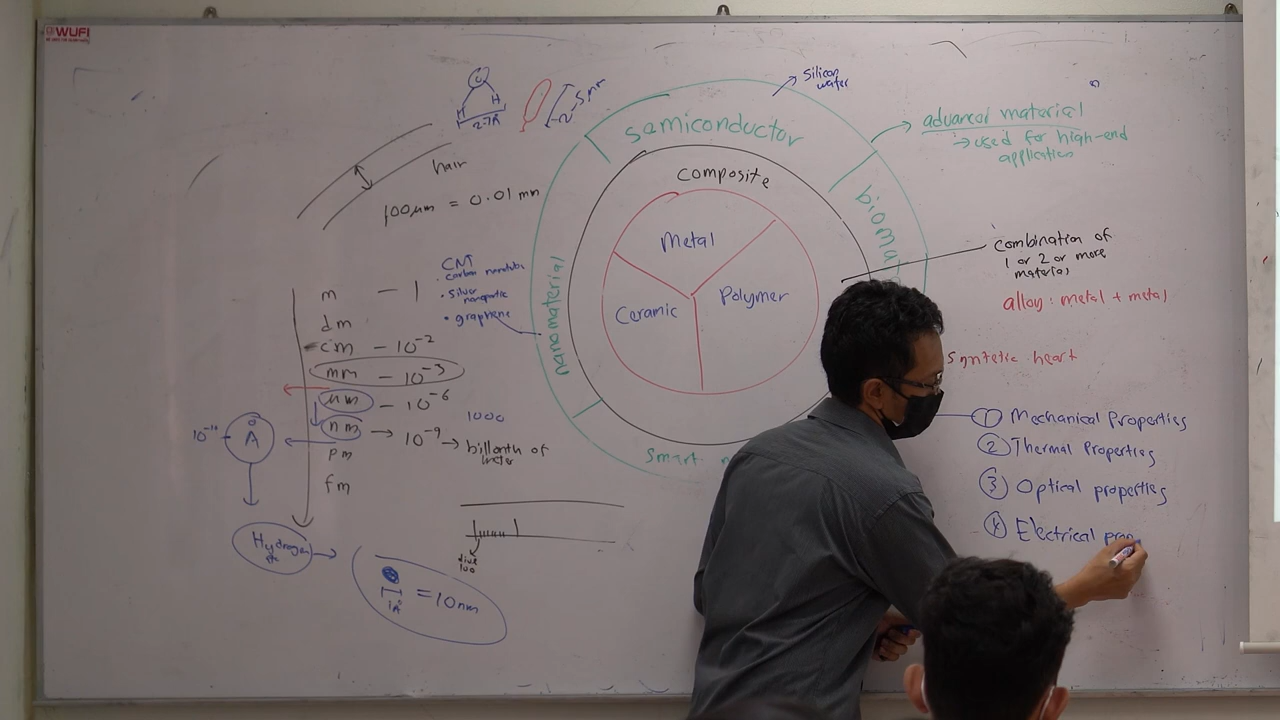 WUFI
O
H H
2.7Å
hair
100μm = 0.01 mm
CNT
• carbon nanotube
• Silver
• graphene
m - 1
dm
cm - 10⁻²
mm - 10⁻³
μm - 10⁻⁶
1000
nm → 10⁻⁹ → billionth of
meter
pm
fm
10⁻¹⁰ - Å
Hydrogen
1Å = 10nm
semiconductor
composite
Metal
Ceramic
Polymer
nanomaterial
biomat
Smart
Silicon
wafer
advanced material
→ used for high-end
application
combination of
1 or 2 or more
material
alloy: metal + metal
Syntetic heart
① Mechanical Properties
② Thermal Properties
③ Optical properties
④ Electrical prop